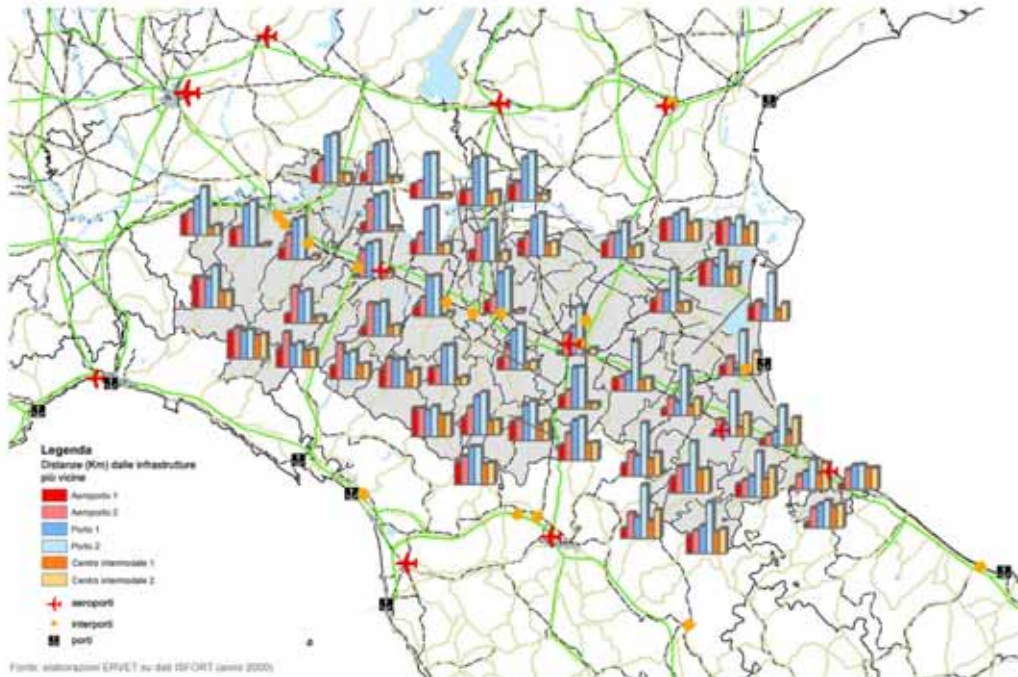 Legenda
Distanze (Km) dalle infrastrutture
più vicine
Aeroporto 1
Aeroporto 2
Porto 1
Porto 2
Centro intermodale 1
Centro intermodale 2
aeroporti
interporti
porti
Fonte: elaborazioni ERVET su dati ISFORT (anno 2000)